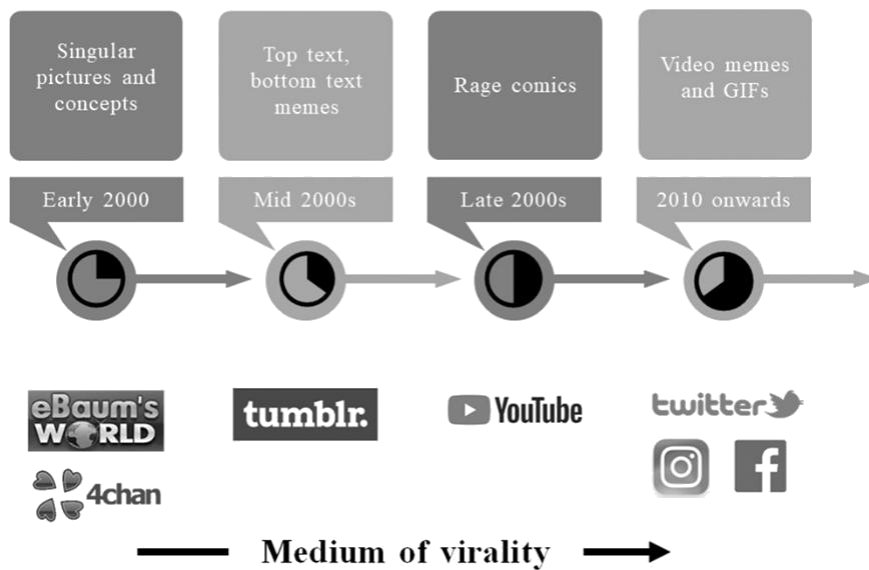 Singular
pictures and
concepts
Top text,
bottom text
memes
Rage comics
Video memes
and GIFs
Early 2000
Mid 2000s
Late 2000s
2010 onwards
eBaum's
WORLD
4chan
tumblr.
YouTube
twitter
f
Medium of virality